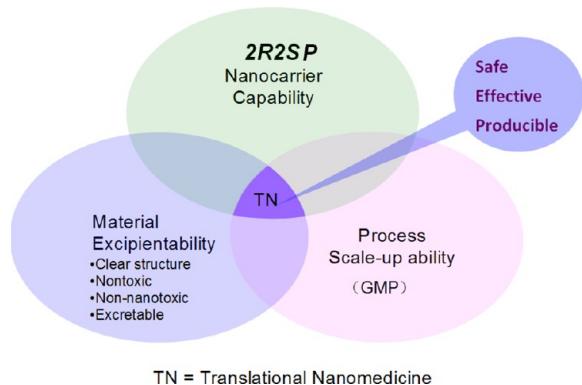 2R2SP
Nanocarrier
Capability
Safe
Effective
Producible
TN
Material
Excipientability
•Clear structure
•Nontoxic
•Non-nanotoxic
•Excretable
Process
Scale-up ability
（GMP）
TN = Translational Nanomedicine